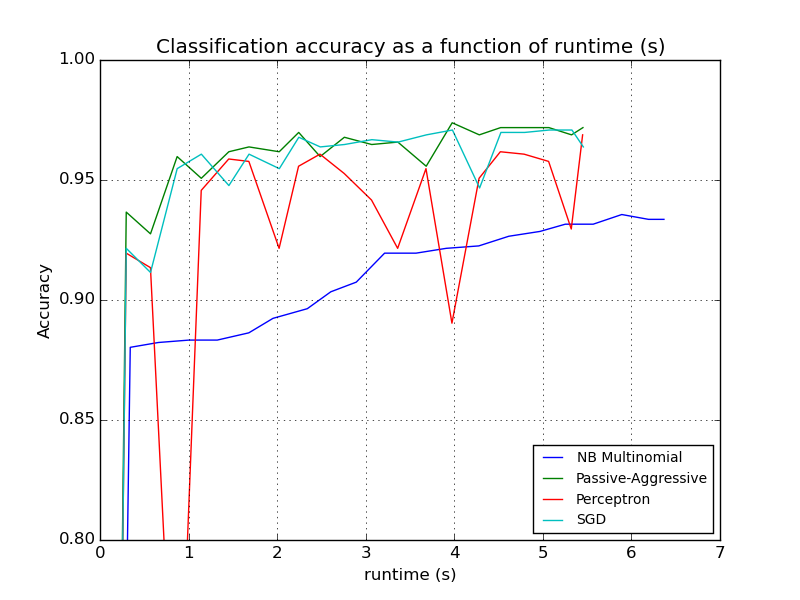 Classification accuracy as a function of runtime (s)
1.00
0.95
0.90
0.85
0.80
Accuracy
NB Multinomial
Passive-Aggressive
Perceptron
SGD
0 1 2 3 4 5 6 7
runtime (s)